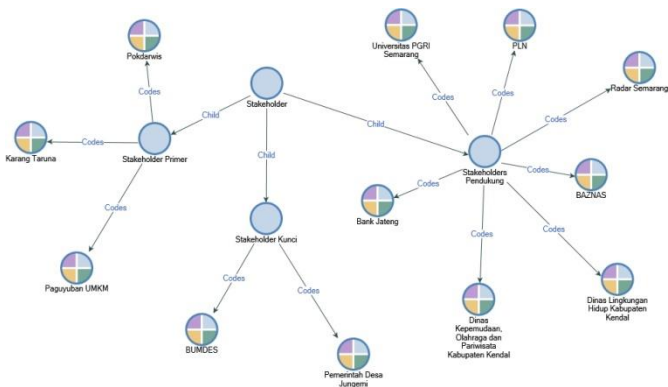 Universitas PGRI
Semarang
PLN
Pokdarwis
Radar Semarang
Codes
Codes
Codes
Codes
Stakeholder
Child
Child
Codes
Karang Taruna
Stakeholder Primer
Child
Stakeholders
Pendukung
Codes
BAZNAS
Codes
Bank Jateng
Codes
Stakeholder Kunci
Codes
Codes
Paguyuban UMKM
Codes
Codes
Dinas Lingkungan
Hidup Kabupaten
Kendal
Dinas
Kepemudaan,
Olahraga dan
Pariwisata
Kabupaten Kendal
BUMDES
Pemerintah Desa
Jungemi